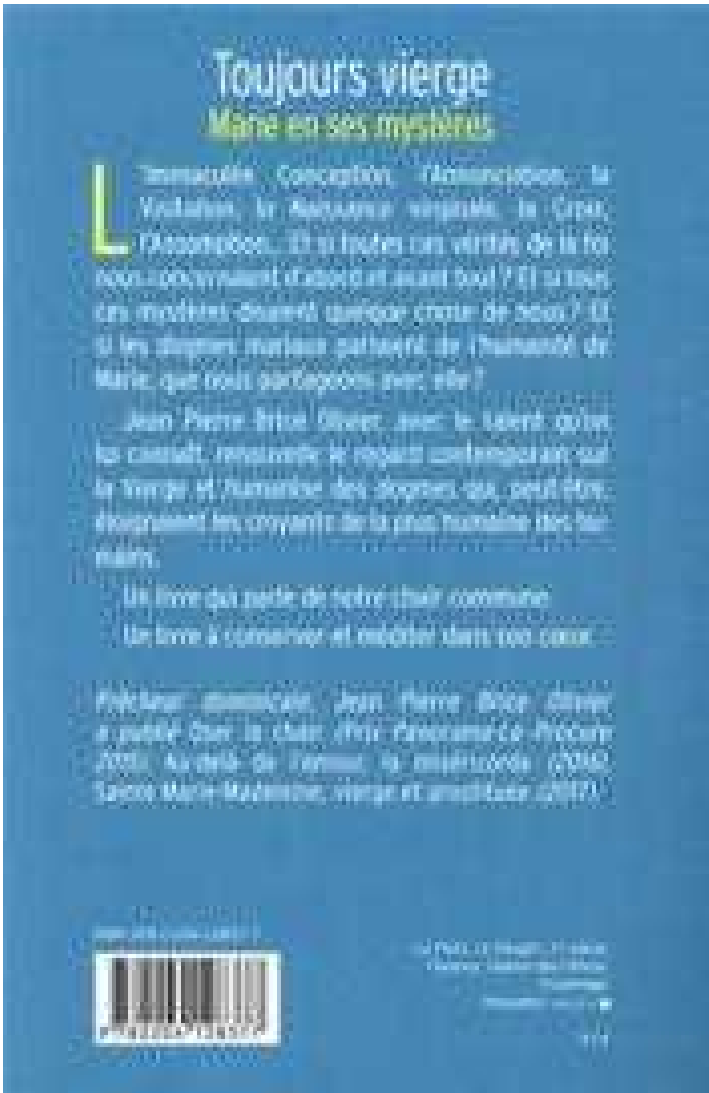 Toujours vierge
Marie en ses mystères
L'Immaculée Conception, l'Annonciation, la
Visitation, la Naissance virginale, la Croix,
l'Assomption... Et si toutes ces vérités de la foi
nous concernaient d'abord et avant tout ? Et si tous
ces mystères disaient quelque chose de nous ? Et
si les dogmes mariaux parlaient de l'humanité de
Marie, que nous partageons avec elle ?
Jean Pierre Brice Olivier, avec le talent qu'on
lui connaît, renouvelle le regard contemporain sur
la Vierge et humanise des dogmes qui, peut-être,
éloignaient les croyants de la plus humaine des hu-
mains.
Un livre qui parle de notre chair commune.
Un livre à conserver et méditer dans son cœur.
Prêcheur dominicain, Jean Pierre Brice Olivier
a publié Oser la chair (Prix Panorama-La Procure
2015), Au-delà de l'amour, la miséricorde (2016),
Sainte Marie-Madeleine, vierge et prostituée (2017).